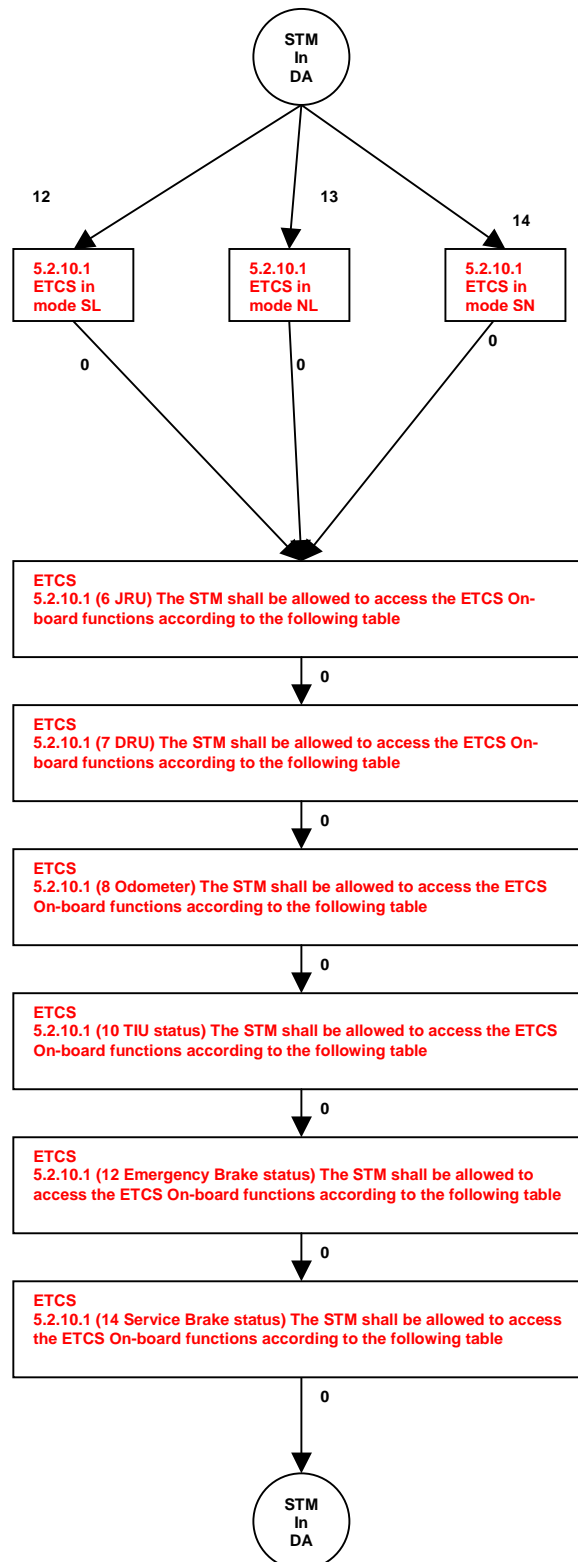 STM
In
DA
12
13
14
5.2.10.1
ETCS in
mode SL
5.2.10.1
ETCS in
mode NL
5.2.10.1
ETCS in
mode SN
0
0
0
ETCS
5.2.10.1 (6 JRU) The STM shall be allowed to access the ETCS On-
board functions according to the following table
0
ETCS
5.2.10.1 (7 DRU) The STM shall be allowed to access the ETCS On-
board functions according to the following table
0
ETCS
5.2.10.1 (8 Odometer) The STM shall be allowed to access the ETCS
On-board functions according to the following table
0
ETCS
5.2.10.1 (10 TIU status) The STM shall be allowed to access the ETCS
On-board functions according to the following table
0
ETCS
5.2.10.1 (12 Emergency Brake status) The STM shall be allowed to
access the ETCS On-board functions according to the following table
0
ETCS
5.2.10.1 (14 Service Brake status) The STM shall be allowed to access
the ETCS On-board functions according to the following table
0
STM
In
DA